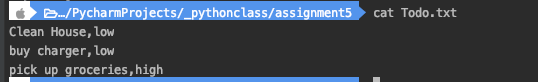 …/PycharmProjects/_pythonclass/assignment5 cat Todo.txt
Clean House,low
buy charger,low
pick up groceries,high